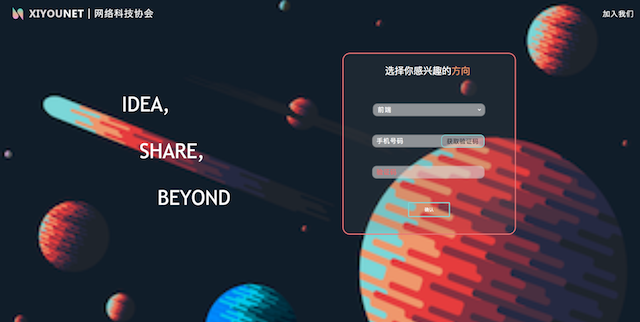 XIYOUNET | 网络科技协会
加入我们
IDEA,
SHARE,
BEYOND
选择你感兴趣的方向
前端
手机号码
获取验证码
确认